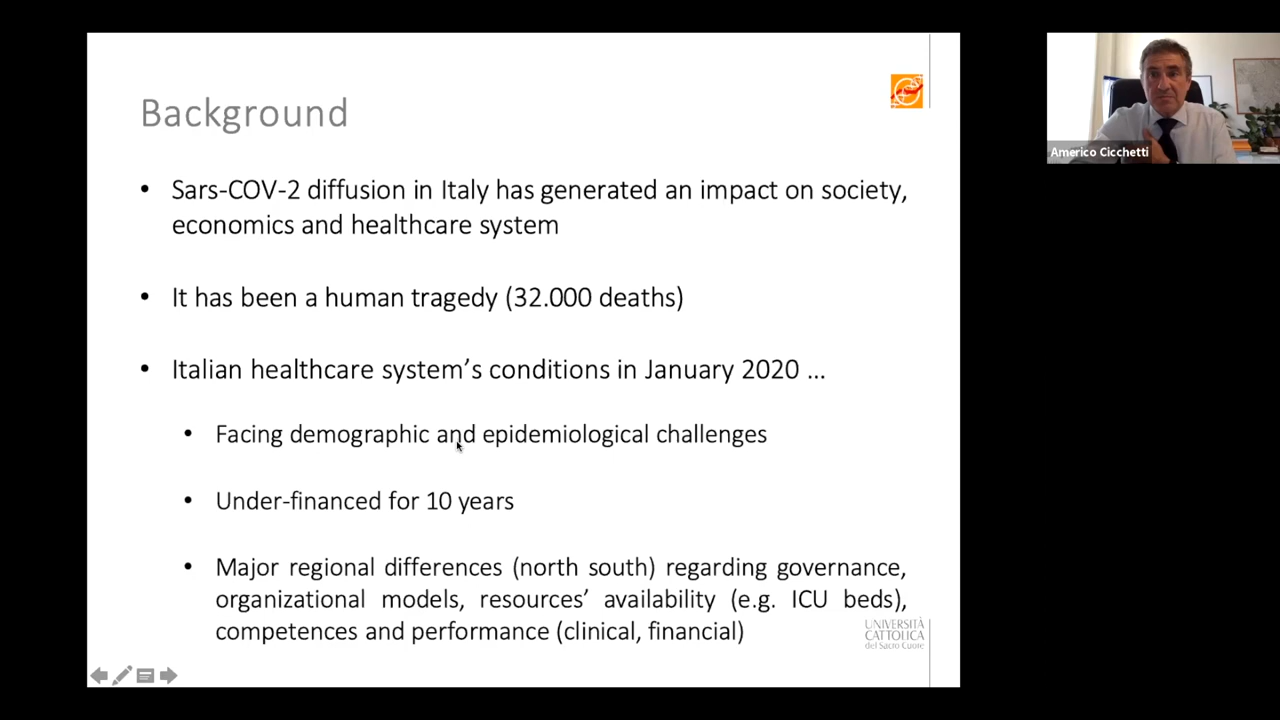 Background
• Sars-COV-2 diffusion in Italy has generated an impact on society,
economics and healthcare system
• It has been a human tragedy (32.000 deaths)
• Italian healthcare system’s conditions in January 2020 ...
• Facing demographic and epidemiological challenges
• Under-financed for 10 years
• Major regional differences (north south) regarding governance,
organizational models, resources’ availability (e.g. ICU beds),
competences and performance (clinical, financial)
UNIVERSITÀ
CATTOLICA
del Sacro Cuore
Americo Cicchetti